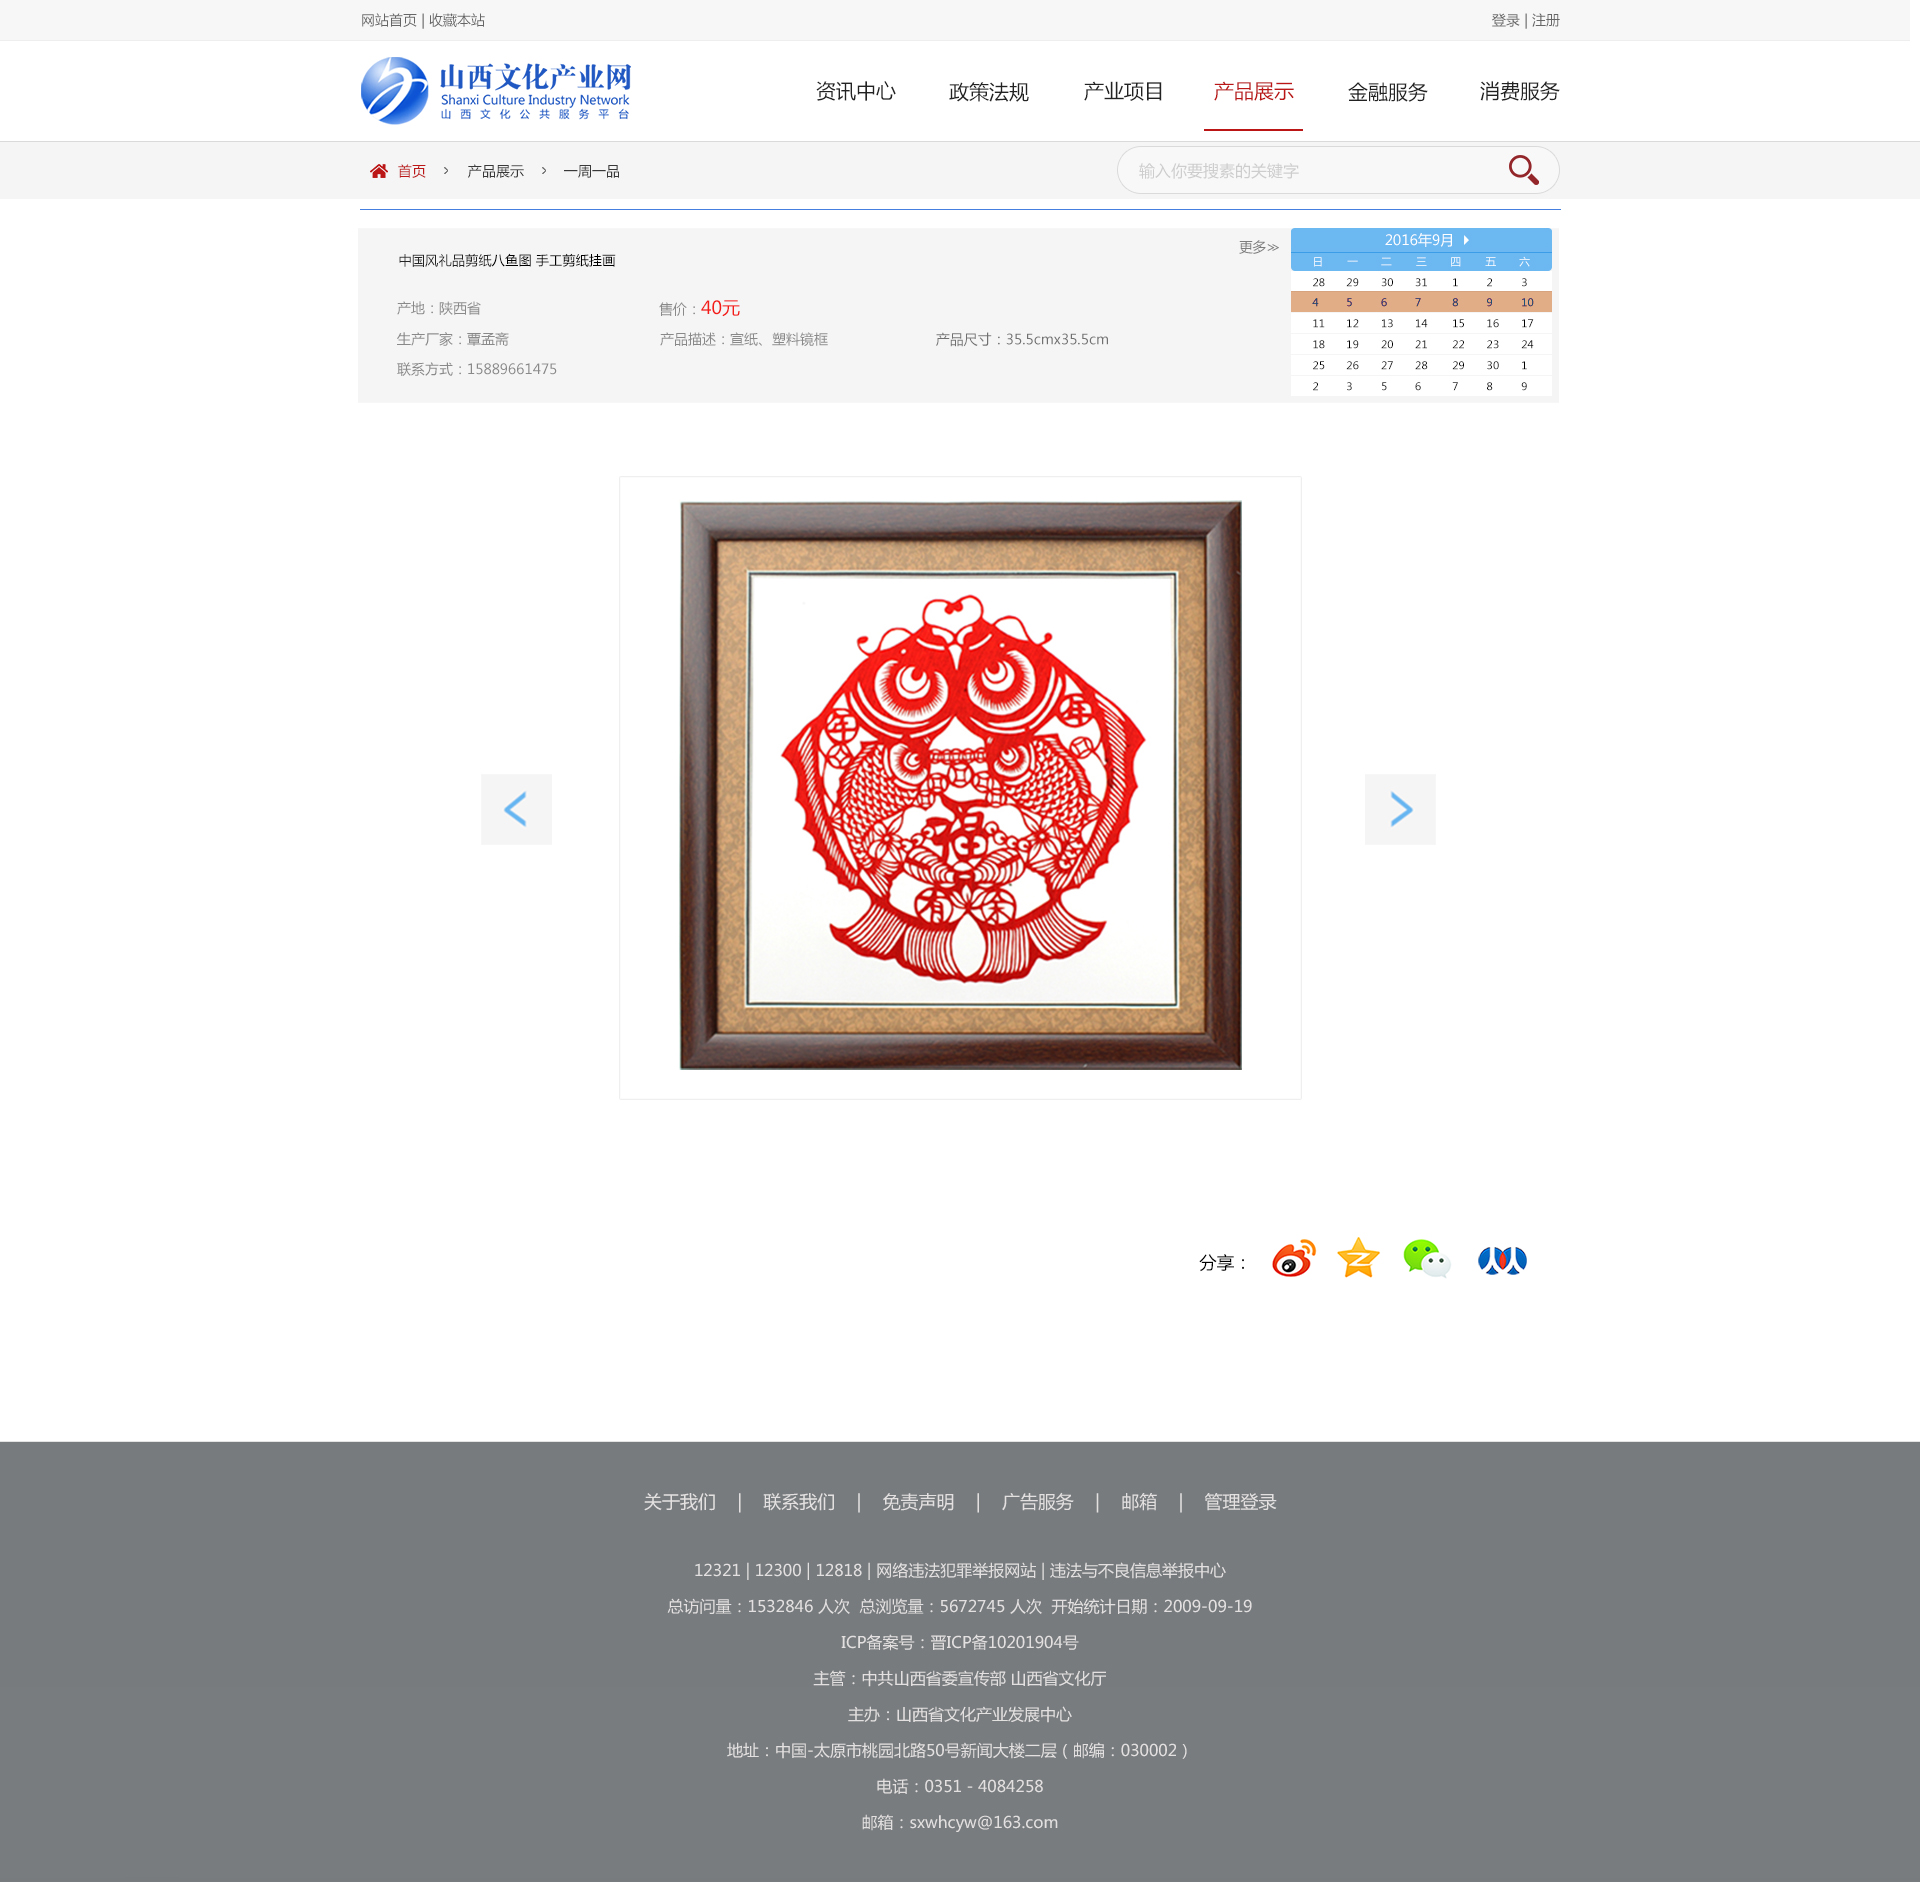 网站首页 | 收藏本站
登录 | 注册
山西文化产业网
Shanxi Culture Industry Network
山西文化公共服务平台
资讯中心
政策法规
产业项目
产品展示
金融服务
消费服务
首页 > 产品展示 > 一周一品
输入你要搜素的关键字
中国风礼品剪纸八鱼图 手工剪纸挂画
更多>>
产地：陕西省
售价：40元
生产厂家：覃孟斋
产品描述：宣纸、塑料镜框
产品尺寸：35.5cmx35.5cm
联系方式：15889661475
2016年9月
日 一 二 三 四 五 六
28 29 30 31 1 2 3
4 5 6 7 8 9 10
11 12 13 14 15 16 17
18 19 20 21 22 23 24
25 26 27 28 29 30 1
2 3 5 6 7 8 9
年
年
福
有
余
<
>
分享：
关于我们 | 联系我们 | 免责声明 | 广告服务 | 邮箱 | 管理登录
12321 | 12300 | 12818 | 网络违法犯罪举报网站 | 违法与不良信息举报中心
总访问量：1532846 人次 总浏览量：5672745 人次 开始统计日期：2009-09-19
ICP备案号：晋ICP备10201904号
主管：中共山西省委宣传部 山西省文化厅
主办：山西省文化产业发展中心
地址：中国-太原市桃园北路50号新闻大楼二层（邮编：030002）
电话：0351 - 4084258
邮箱：sxwhcyw@163.com